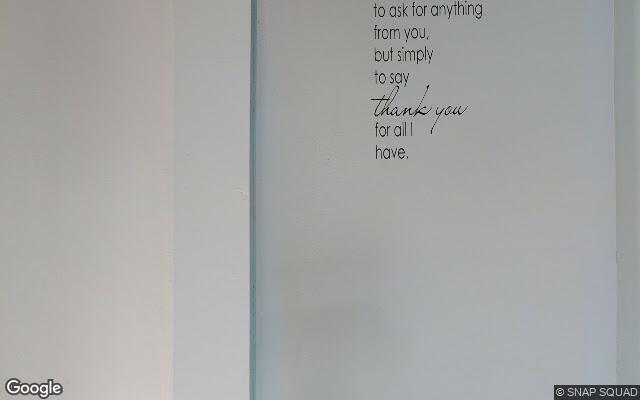 to ask for anything
from you,
but simply
to say
thank you
for all I
have.
Google
© SNAP SQUAD